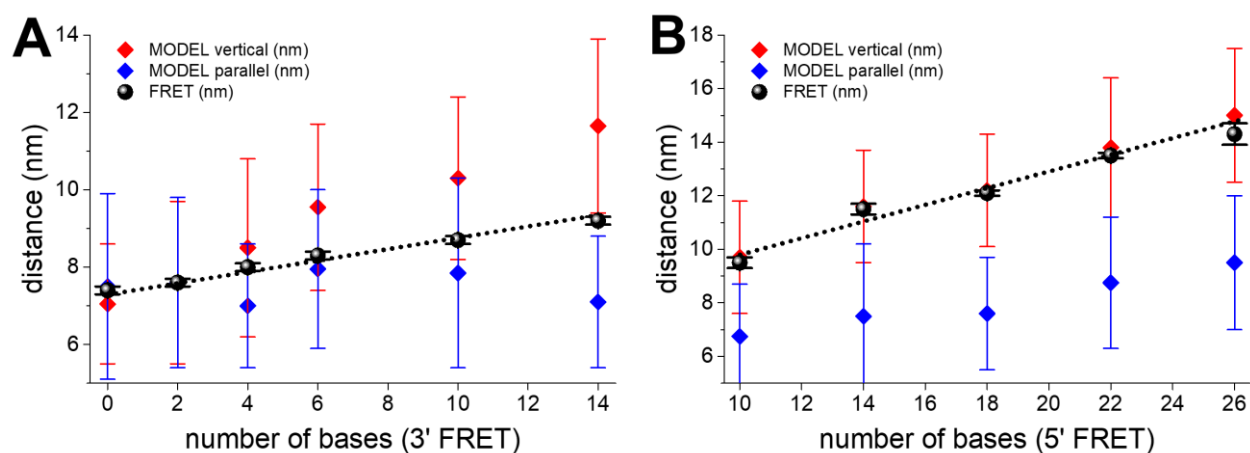 A
MODEL vertical (nm)
MODEL parallel (nm)
FRET (nm)
distance (nm)
14
12
10
8
6
0 2 4 6 10 14
number of bases (3' FRET)
B
MODEL vertical (nm)
MODEL parallel (nm)
FRET (nm)
distance (nm)
18
16
14
12
10
8
6
10 12 14 16 18 20 22 24 26
number of bases (5' FRET)